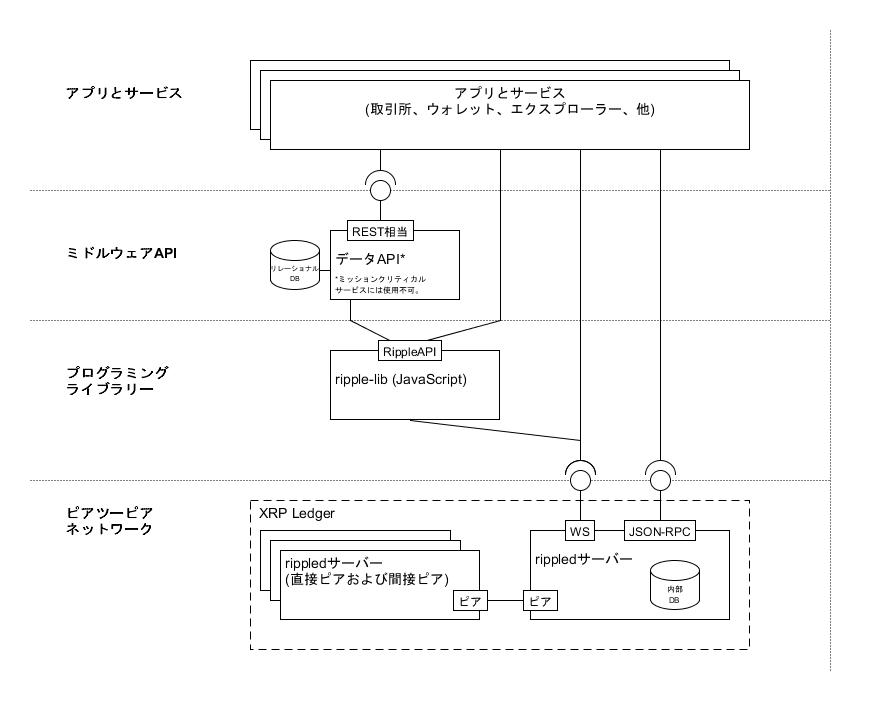 アプリとサービス
アプリとサービス
(取引所、ウォレット、エクスプローラー、他)
ミドルウェアAPI
REST相当
データAPI*
*ミッションクリティカル
サービスには使用不可。
リレーショナル
DB
プログラミング
ライブラリー
RippleAPI
ripple-lib (JavaScript)
ピアツーピア
ネットワーク
XRP Ledger
WS
JSON-RPC
rippledサーバー
(直接ピアおよび間接ピア)
ピア
rippledサーバー
内部
DB
ピア